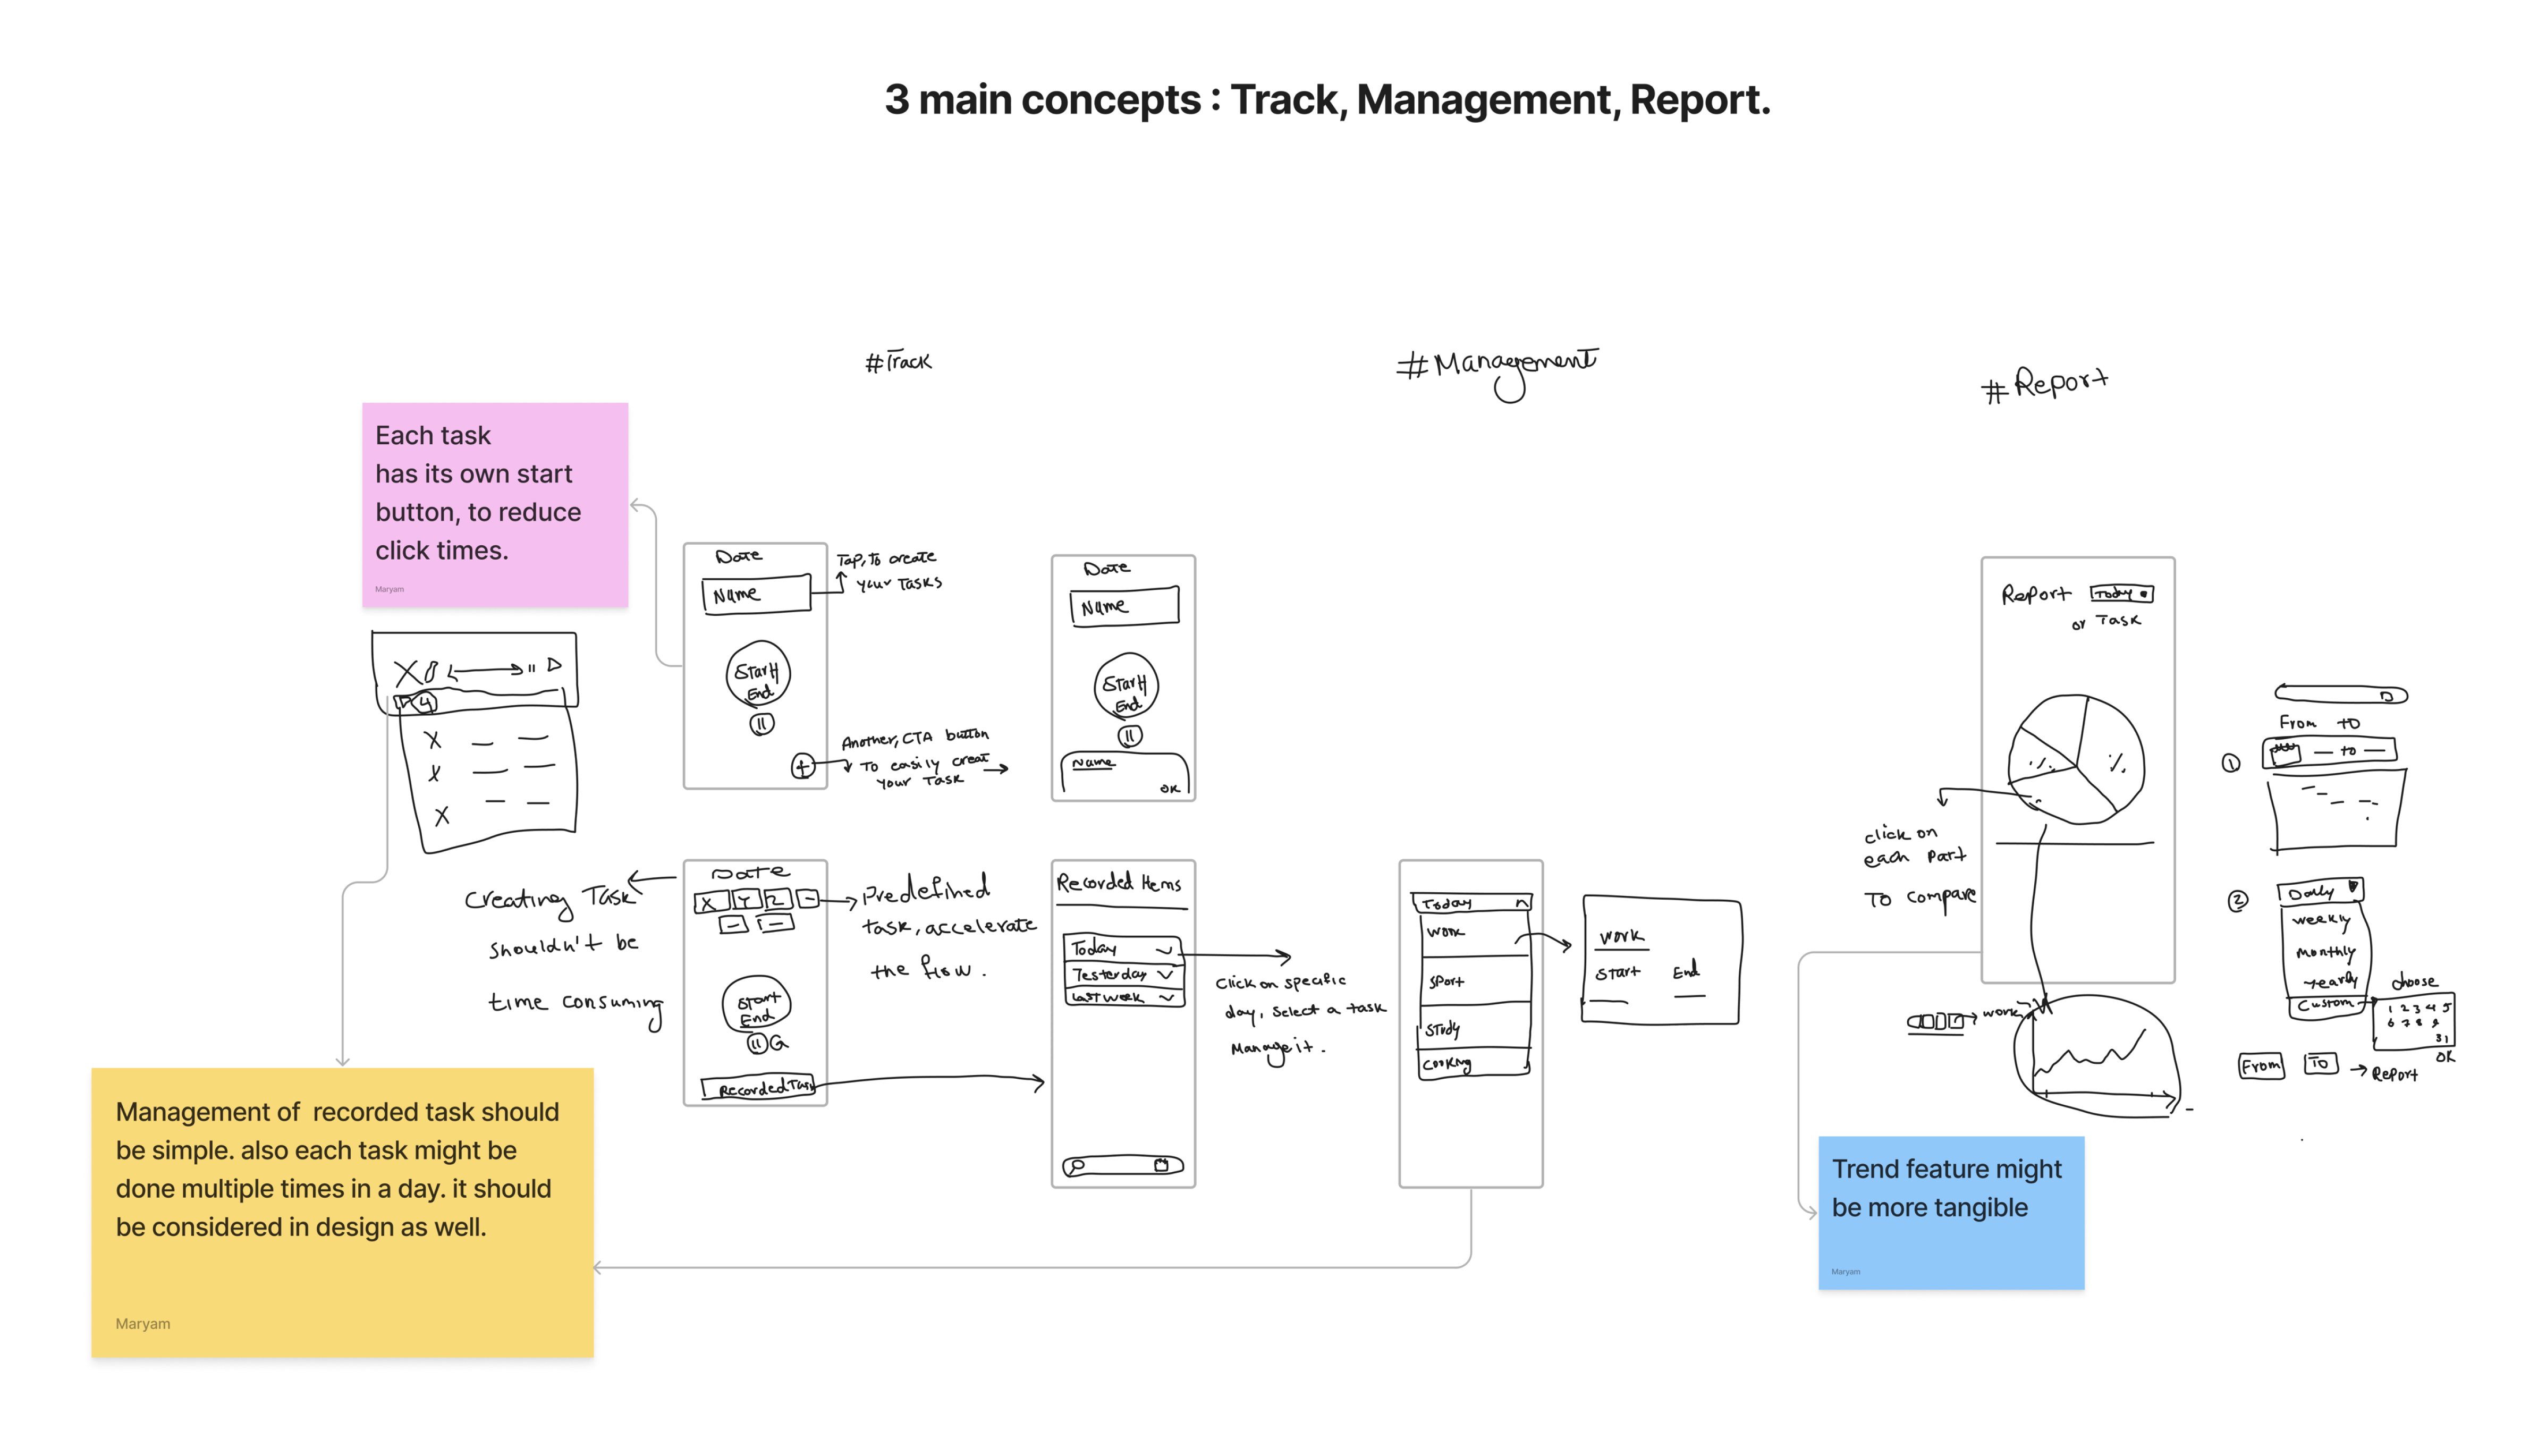 3 main concepts : Track, Management, Report.
#Track
#Management
#Report
Each task
has its own start
button, to reduce
click times.
Maryam
X
4
X
X
X
Date
Name
Start
End
Tap, To create
your Tasks
Another, CTA button
To easily creat
your Task
Date
Name
Start
End
Name
OK
Creating Task
shouldn't be
time consuming
Date
X Y Z
Start
End
Recorded Task
Predefined
task, accelerate
the flow.
Recorded Items
Today
Yesterday
last week
Click on specific
day, select a task
Manage it.
Today
work
sport
study
cooking
work
Start End
Report Today
or Task
%
%
click on
each part
To compare
work
From to
to
1
2
Daily
weekly
monthly
yearly
Custom
choose
1 2 3 4 5
6 7 8 9
31
OK
From To → Report
Management of  recorded task should
be simple. also each task might be
done multiple times in a day. it should
be considered in design as well.
Maryam
Trend feature might
be more tangible
Maryam